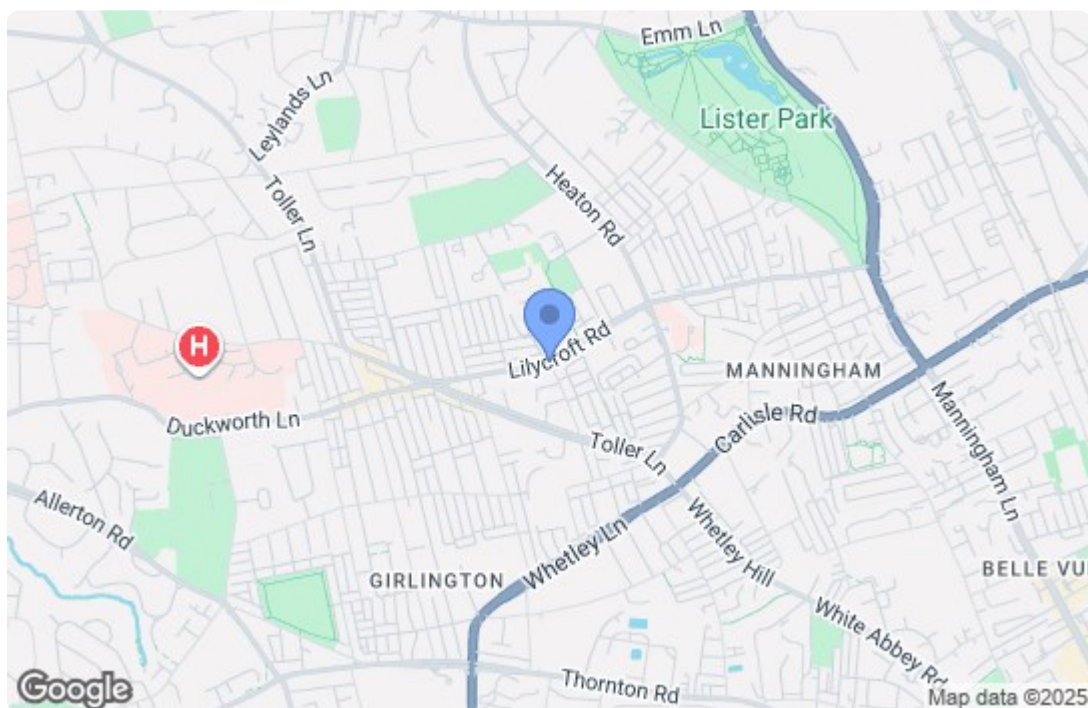 Emm Ln
Leylands Ln
Lister Park
Toller Ln
Heaton Rd
H
Lilycroft Rd
MANNINGHAM
Duckworth Ln
Carlisle Rd
Manningham Ln
Toller Ln
Allerton Rd
Whetley Ln
Whetley Hill
GIRLINGTON
BELLE VUE
White Abbey Rd
Thornton Rd
Google
Map data ©2025